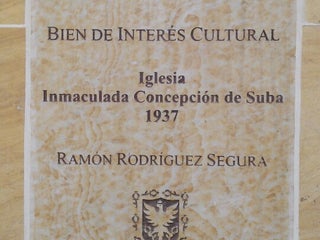 BIEN DE INTERÉS CULTURAL
Iglesia
Inmaculada Concepción de Suba
1937
RAMÓN RODRÍGUEZ SEGURA